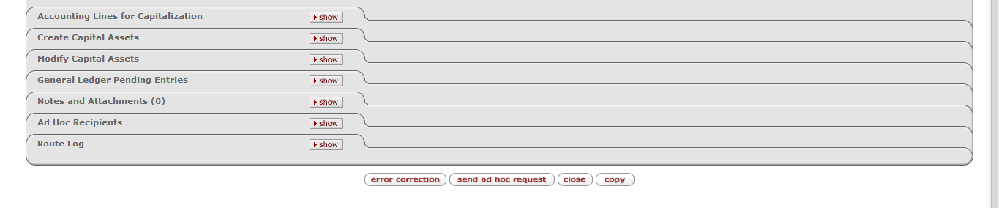 Accounting Lines for Capitalization show
Create Capital Assets show
Modify Capital Assets show
General Ledger Pending Entries show
Notes and Attachments (0) show
Ad Hoc Recipients show
Route Log show
error correction send ad hoc request close copy